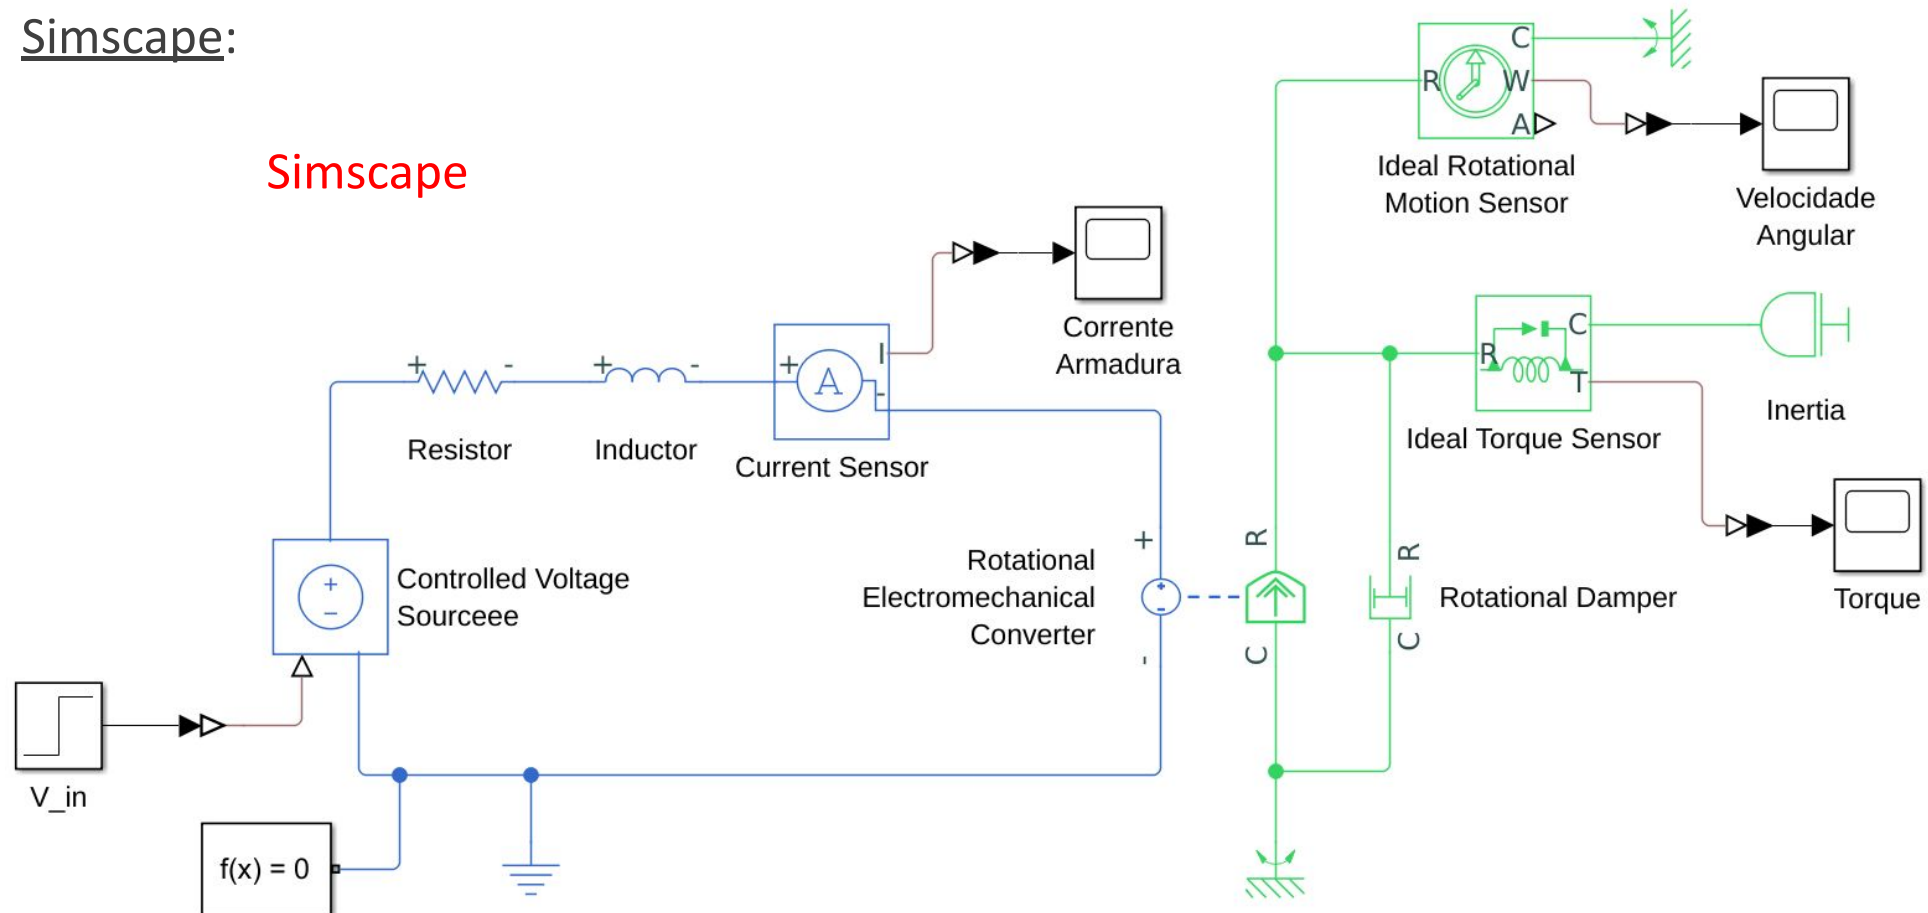 Simscape:
Simscape
C
R
W
A
Ideal Rotational
Motion Sensor
Velocidade
Angular
Corrente
Armadura
+ -
Resistor
+ -
Inductor
+
A
I
-
Current Sensor
R
C
T
Ideal Torque Sensor
Inertia
Torque
+
-
Controlled Voltage
Sourceee
Rotational
Electromechanical
Converter
+
-
+
-
R
C
R
C
Rotational Damper
V_in
f(x) = 0